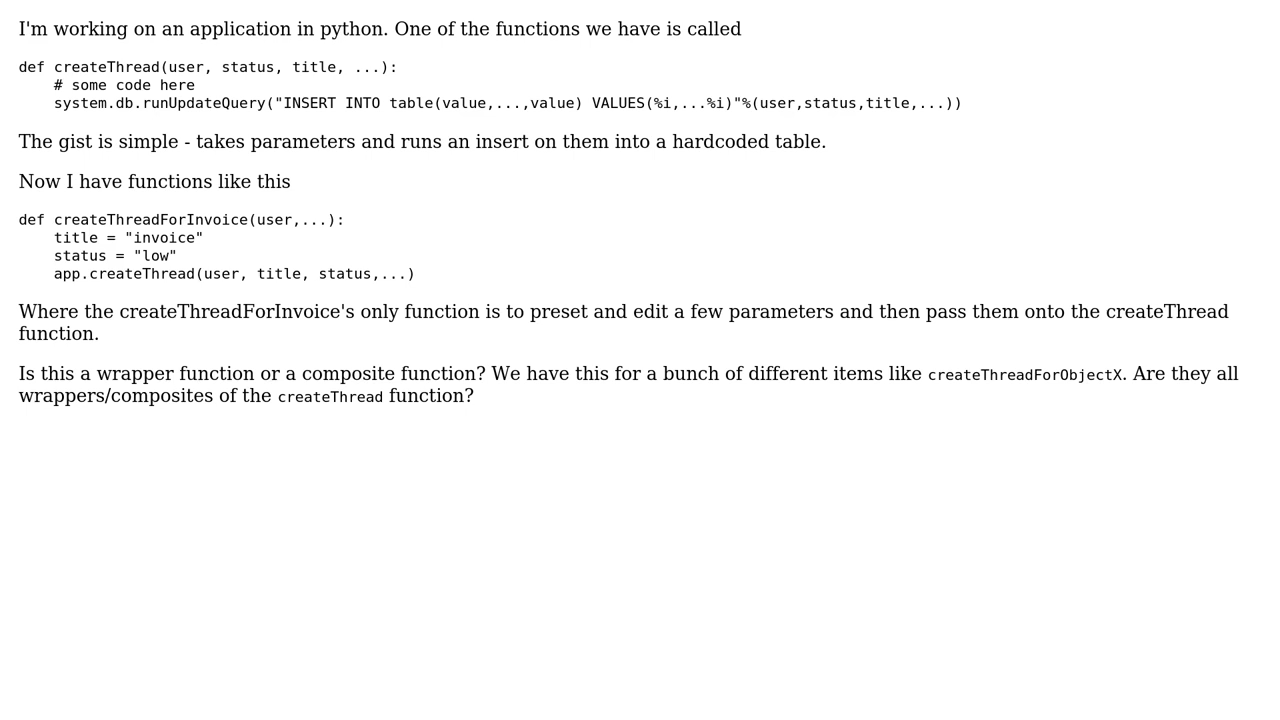 I'm working on an application in python. One of the functions we have is called
def createThread(user, status, title, ...):
    # some code here
    system.db.runUpdateQuery("INSERT INTO table(value,...,value) VALUES(%i,...%i)"%(user,status,title,...))
The gist is simple - takes parameters and runs an insert on them into a hardcoded table.
Now I have functions like this
def createThreadForInvoice(user,...):
    title = "invoice"
    status = "low"
    app.createThread(user, title, status,...)
Where the createThreadForInvoice's only function is to preset and edit a few parameters and then pass them onto the createThread
function.
Is this a wrapper function or a composite function? We have this for a bunch of different items like createThreadForObjectX. Are they all
wrappers/composites of the createThread function?